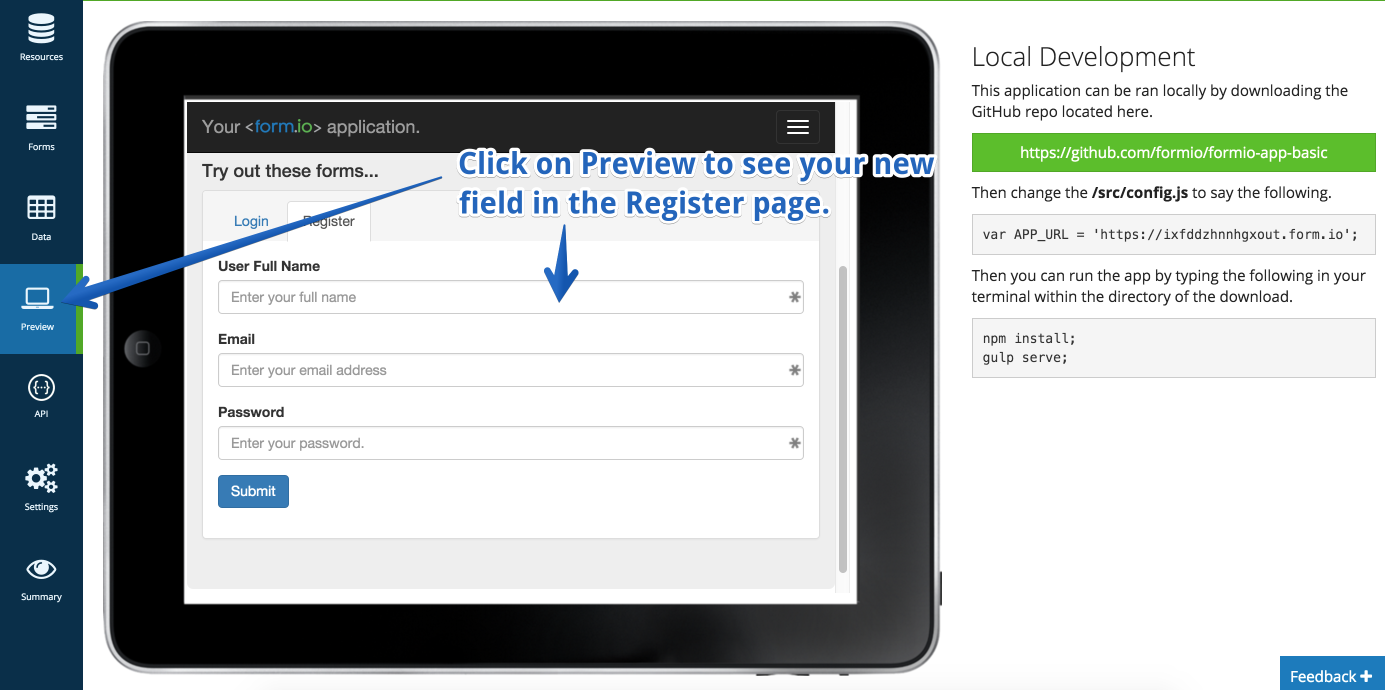 Resources
Forms
Data
Preview
API
Settings
Summary
Your <form.io> application.
Try out these forms...
Click on Preview to see your new
field in the Register page.
Login
Register
User Full Name
Enter your full name
Email
Enter your email address
Password
Enter your password.
Submit
Local Development
This application can be ran locally by downloading the
GitHub repo located here.
https://github.com/formio/formio-app-basic
Then change the /src/config.js to say the following.
var APP_URL = 'https://ixfddzhnnhgxout.form.io';
Then you can run the app by typing the following in your
terminal within the directory of the download.
npm install;
gulp serve;
Feedback +